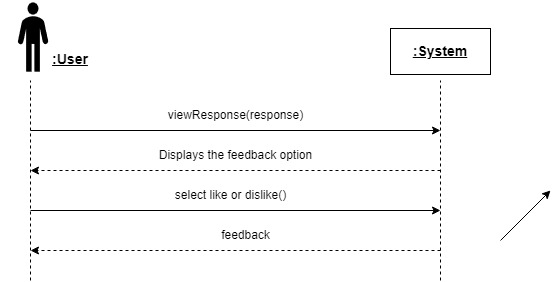 :User
:System
viewResponse(response)
Displays the feedback option
select like or dislike()
feedback